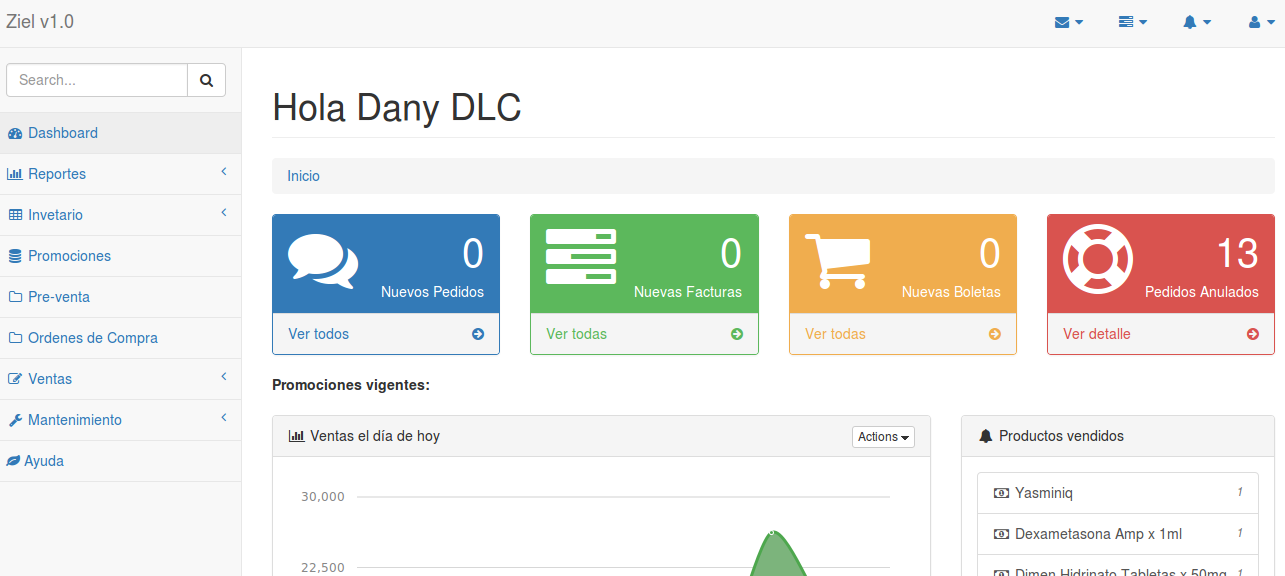 Ziel v1.0
Search...
Dashboard
Reportes
Invetario
Promociones
Pre-venta
Ordenes de Compra
Ventas
Mantenimiento
Ayuda
Hola Dany DLC
Inicio
0
Nuevos Pedidos
Ver todos
0
Nuevas Facturas
Ver todas
0
Nuevas Boletas
Ver todas
13
Pedidos Anulados
Ver detalle
Promociones vigentes:
Ventas el día de hoy
Actions
30,000
22,500
Productos vendidos
Yasminiq 1
Dexametasona Amp x 1ml 1
Dimen Hidrinato Tabletas x 50mg 1